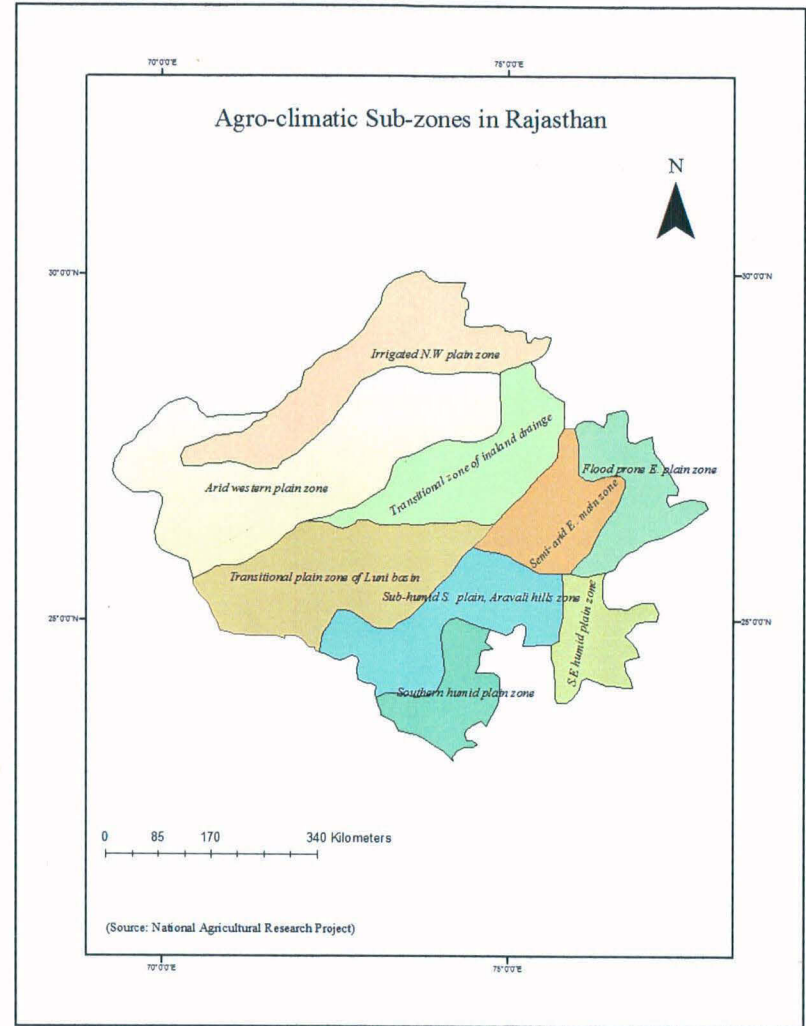 70°0'0"E 75°0'0"E
Agro-climatic Sub-zones in Rajasthan
N
30°0'0"N 30°0'0"N
Irrigated N.W plain zone
Transitional zone of inaland drainge
Flood prone E. plain zone
Arid western plain zone
Semi-arid E. main zone
Transitional plain zone of Luni basin
Sub-humid S. plain, Aravali hills zone
25°0'0"N 25°0'0"N
S.E humid plain zone
Southern humid plain zone
0 85 170 340 Kilometers
(Source: National Agricultural Research Project)
70°0'0"E 75°0'0"E